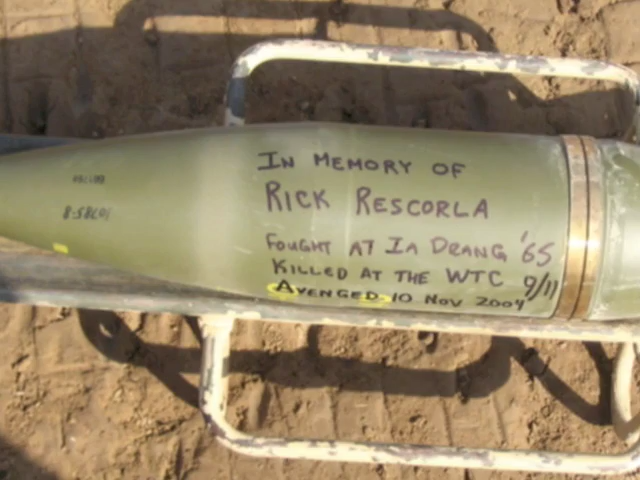 IN MEMORY OF
RICK RESCORLA
FOUGHT AT IA DRANG '65
KILLED AT THE WTC 9/11
AVENGED 10 NOV 2004